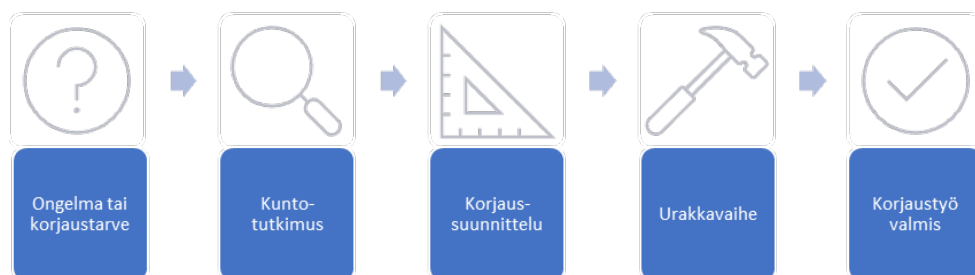 Ongelma tai
korjaustarve
Kunto-
tutkimus
Korjaus-
suunnittelu
Urakkavaihe
Korjaustyö
valmis